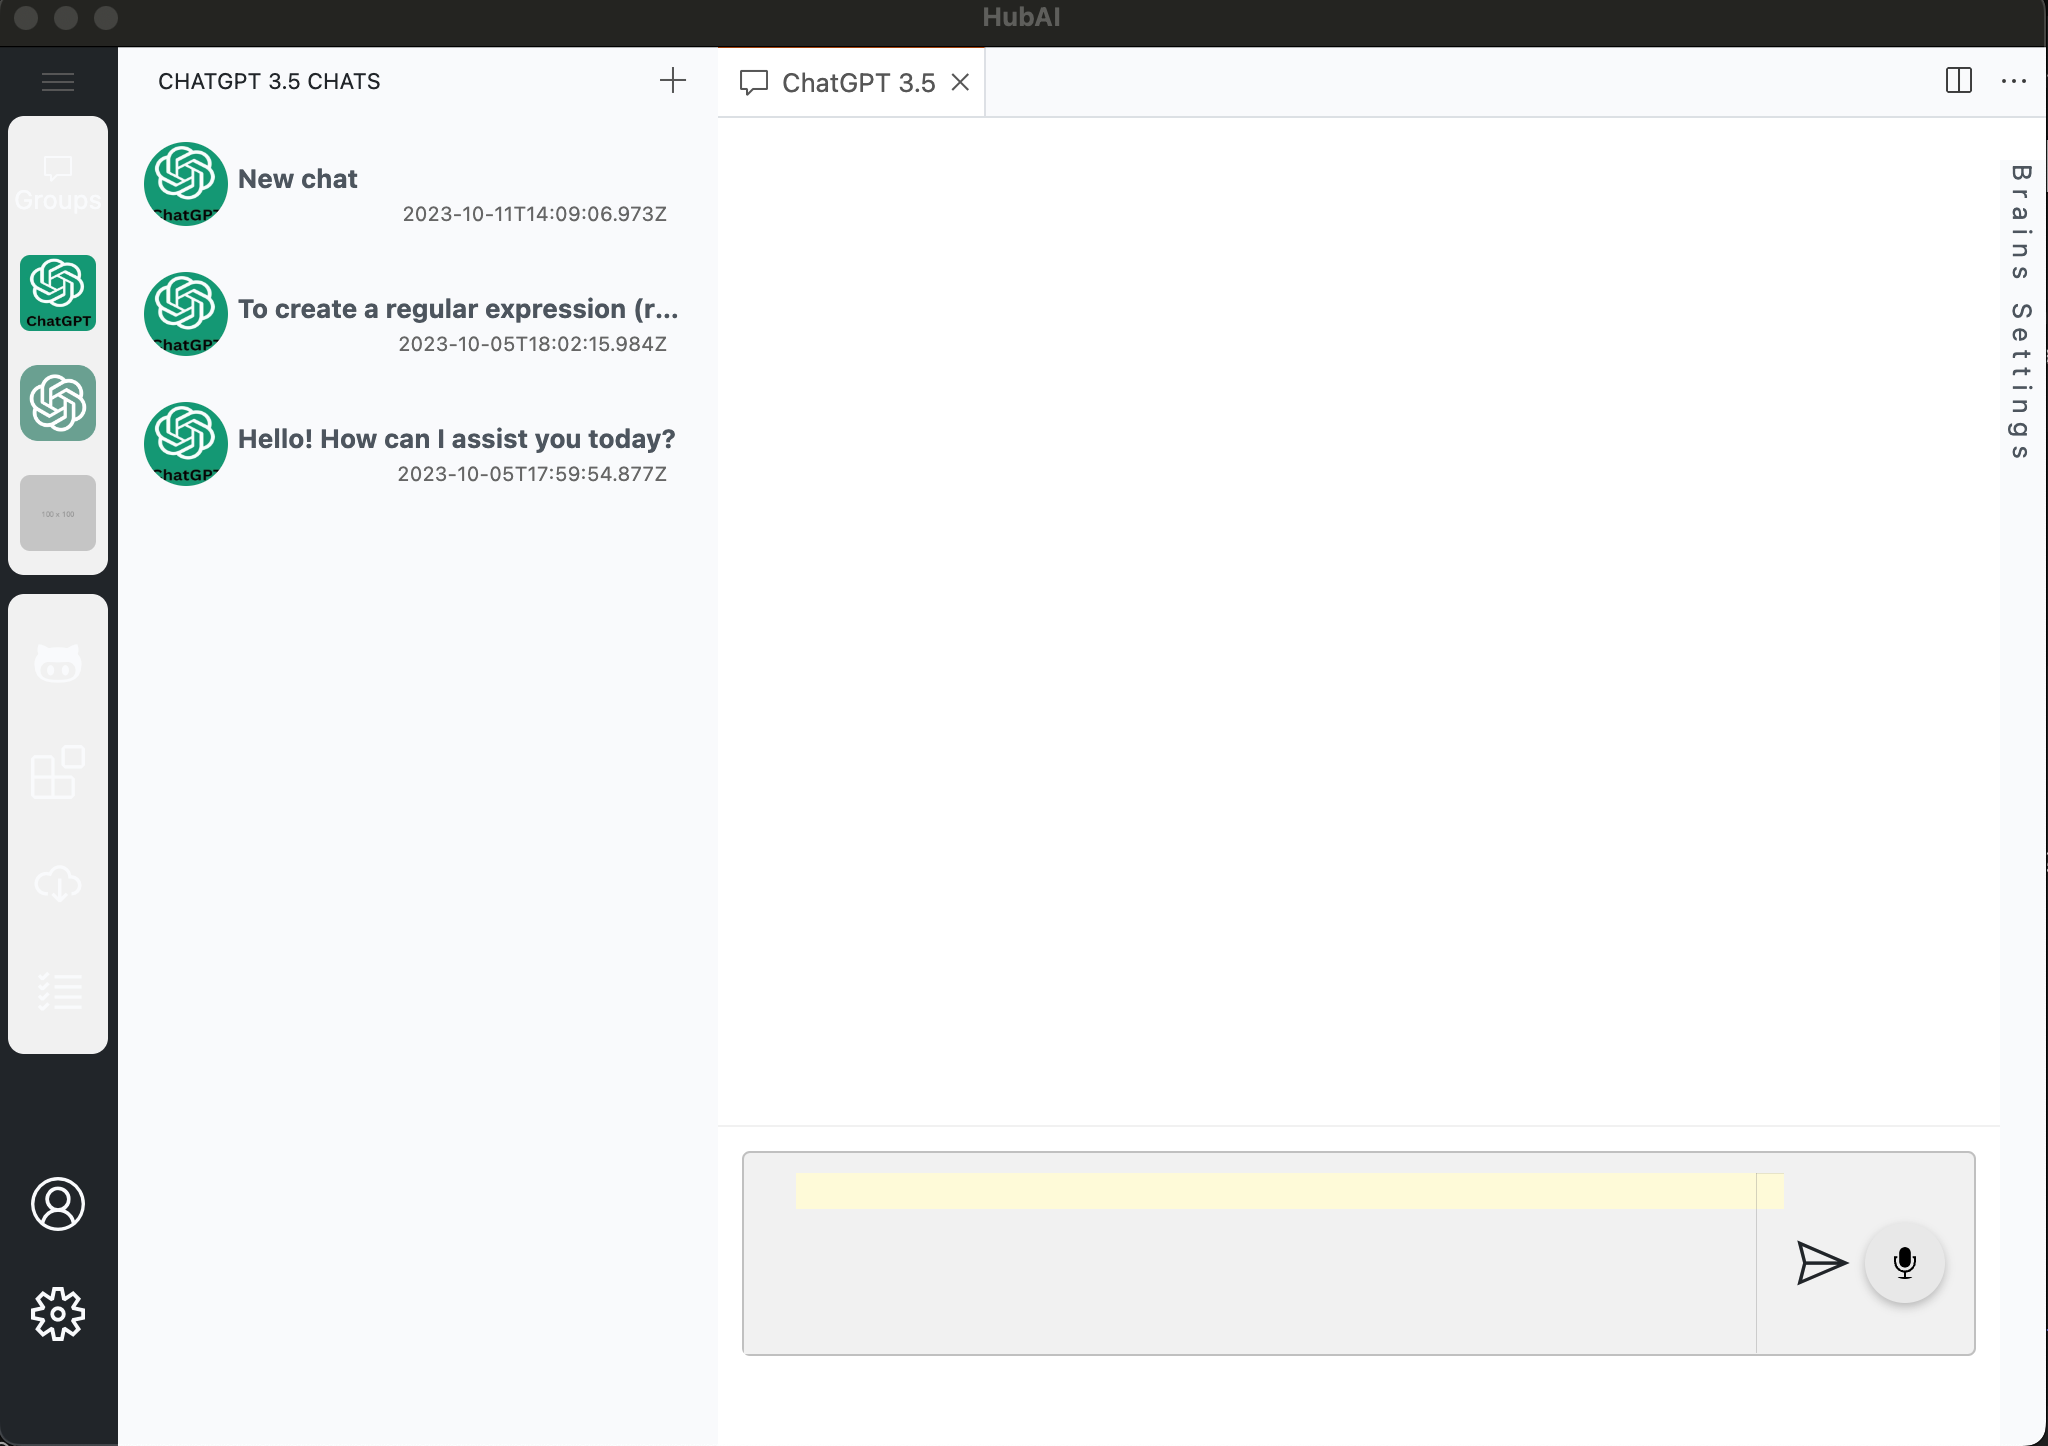 HubAI
CHATGPT 3.5 CHATS
ChatGPT 3.5
Groups
ChatGPT
100 x 100
ChatGPT
New chat
2023-10-11T14:09:06.973Z
ChatGPT
To create a regular expression (r...
2023-10-05T18:02:15.984Z
ChatGPT
Hello! How can I assist you today?
2023-10-05T17:59:54.877Z
Brains Settings